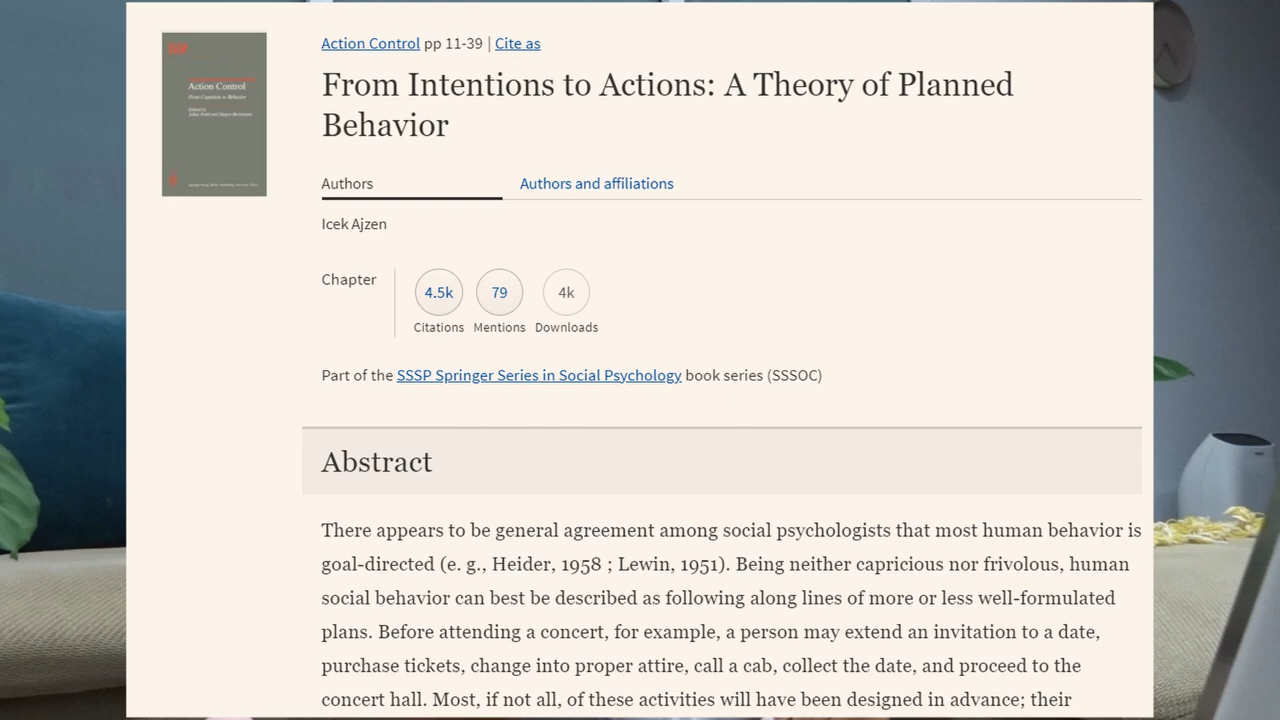 Action Control pp 11-39 | Cite as
From Intentions to Actions: A Theory of Planned
Behavior
Action Control
Authors Authors and affiliations
Icek Ajzen
Chapter
4.5k 79 4k
Citations Mentions Downloads
Part of the SSSP Springer Series in Social Psychology book series (SSSOC)
Abstract
There appears to be general agreement among social psychologists that most human behavior is
goal-directed (e. g., Heider, 1958 ; Lewin, 1951). Being neither capricious nor frivolous, human
social behavior can best be described as following along lines of more or less well-formulated
plans. Before attending a concert, for example, a person may extend an invitation to a date,
purchase tickets, change into proper attire, call a cab, collect the date, and proceed to the
concert hall. Most, if not all, of these activities will have been designed in advance; their